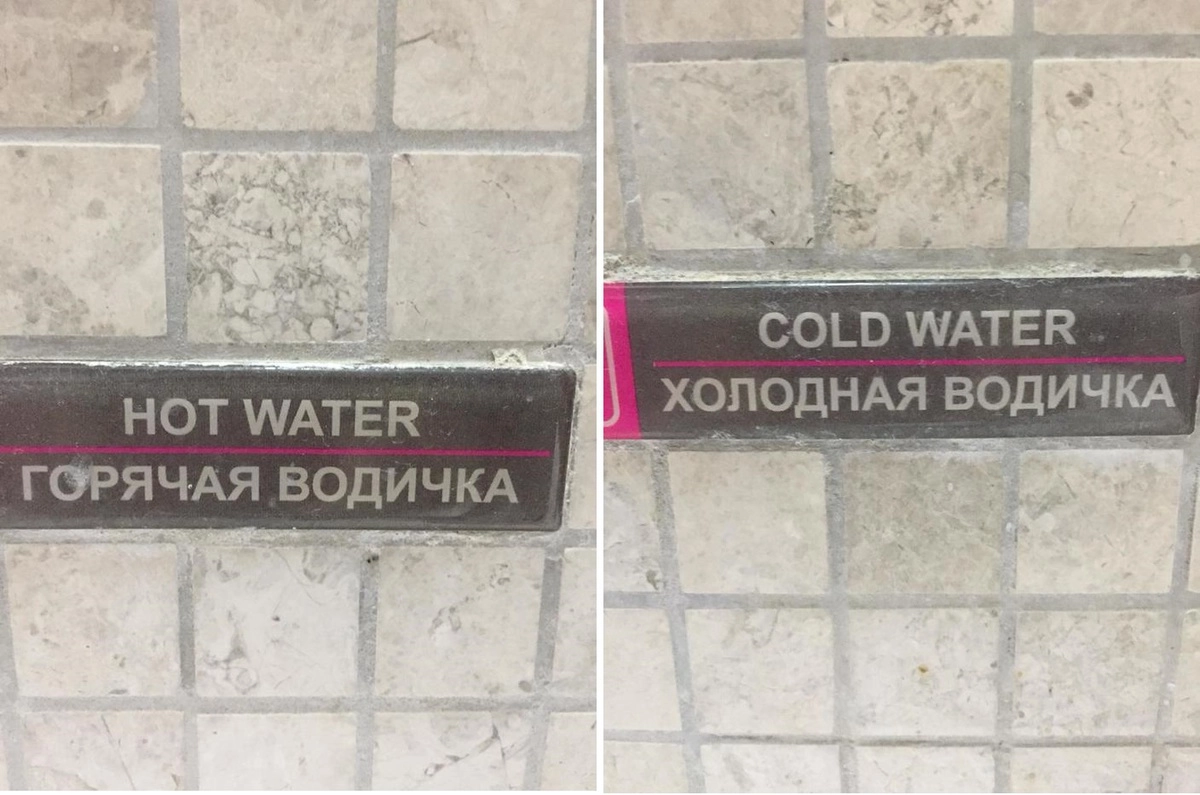 HOT WATER
ГОРЯЧАЯ ВОДИЧКА
COLD WATER
ХОЛОДНАЯ ВОДИЧКА